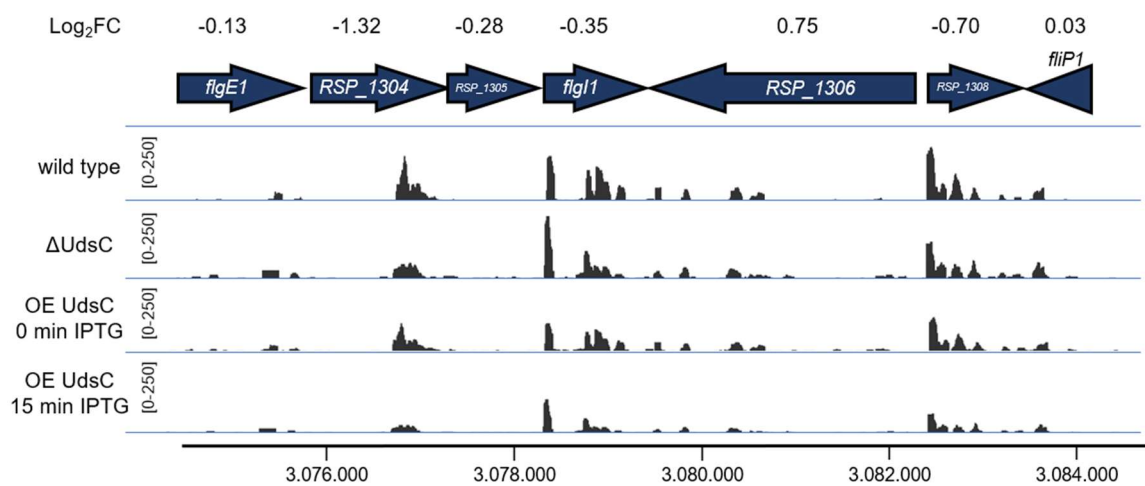 Log₂FC -0.13 -1.32 -0.28 -0.35 0.75 -0.70 0.03
fliP1
flgE1 RSP_1304 RSP_1305 flgI1 RSP_1306 RSP_1308
wild type [0-250]
ΔUdsC [0-250]
OE UdsC
0 min IPTG [0-250]
OE UdsC
15 min IPTG [0-250]
3.076.000 3.078.000 3.080.000 3.082.000 3.084.000